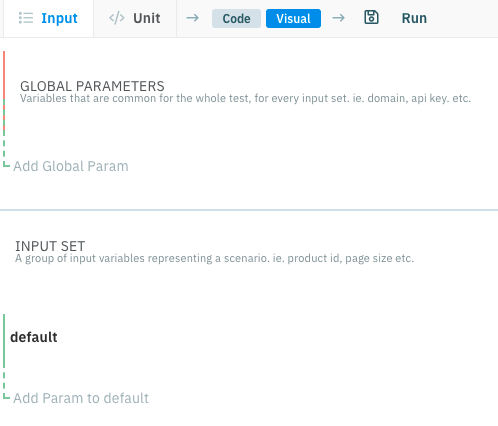 Input
Unit
Code
Visual
Run
GLOBAL PARAMETERS
Variables that are common for the whole test, for every input set. ie. domain, api key. etc.
Add Global Param
INPUT SET
A group of input variables representing a scenario. ie. product id, page size etc.
default
Add Param to default